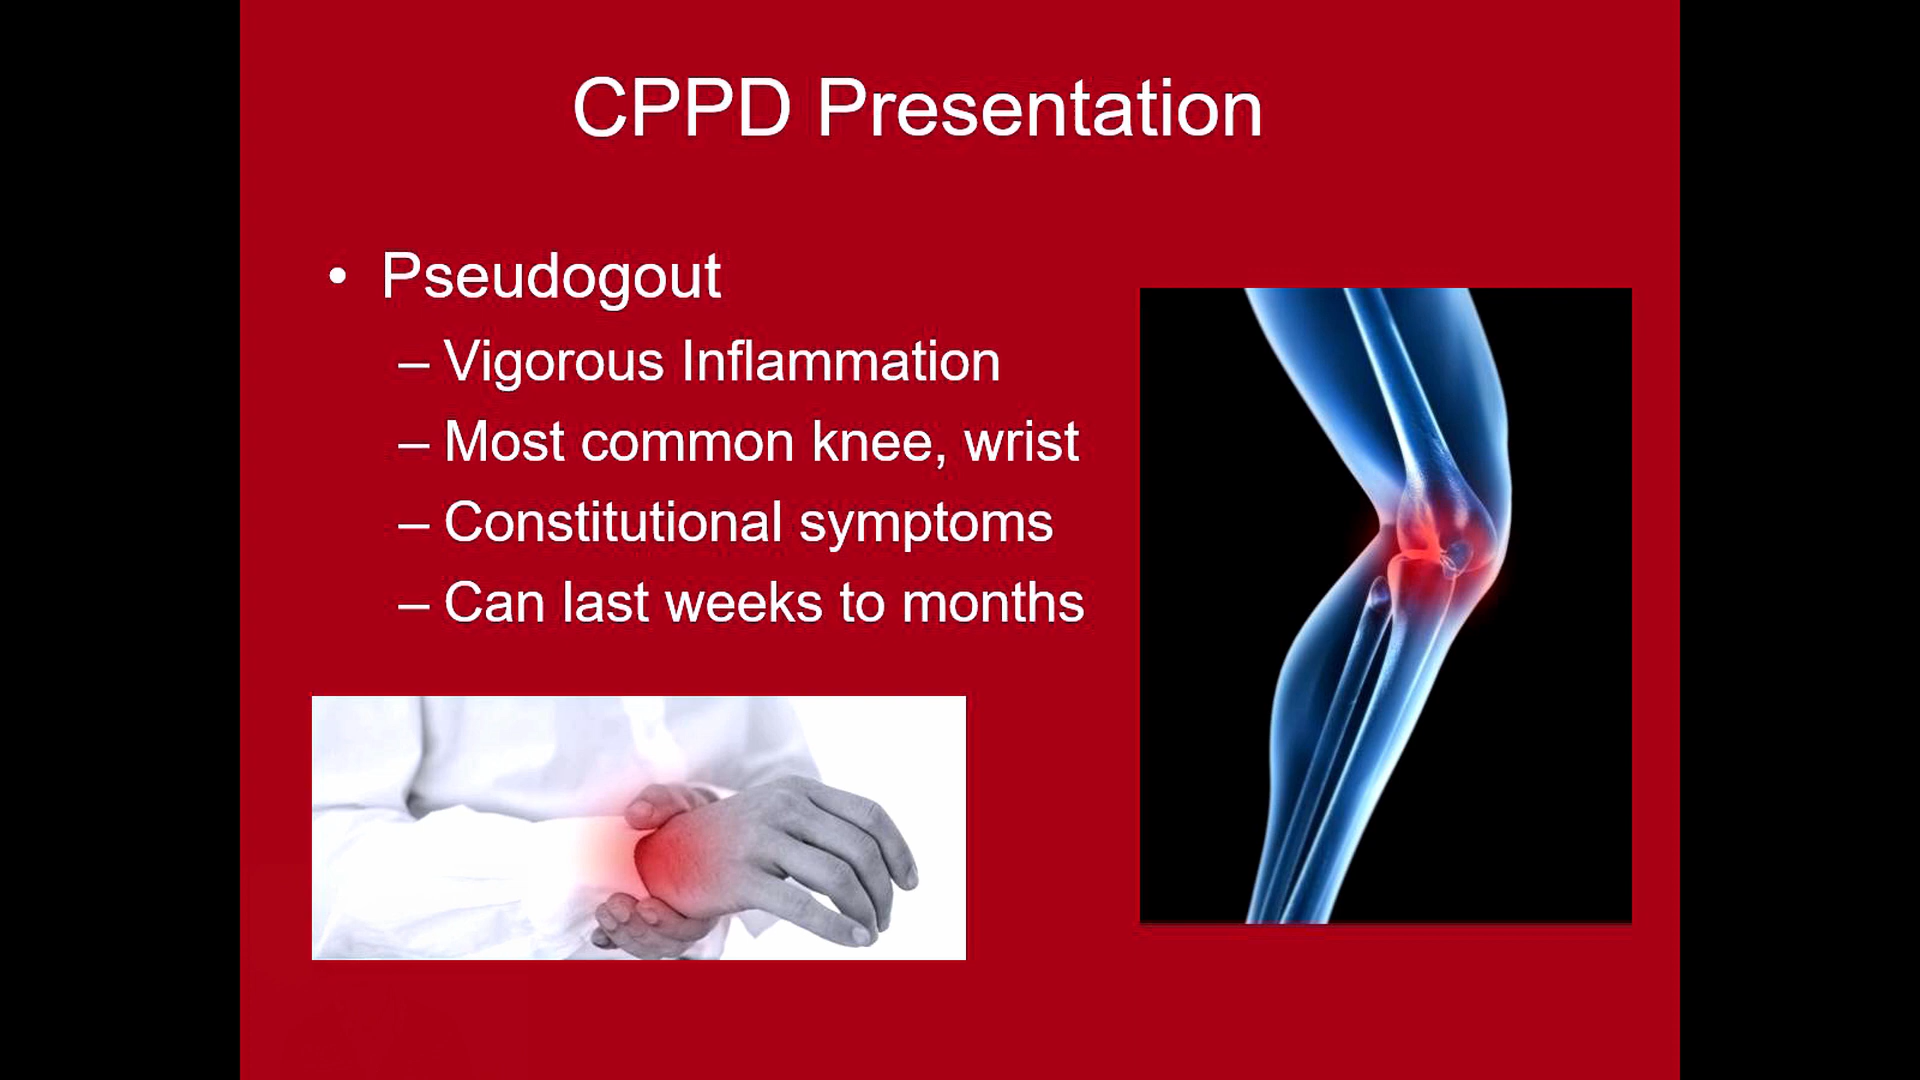 CPPD Presentation
• Pseudogout
– Vigorous Inflammation
– Most common knee, wrist
– Constitutional symptoms
– Can last weeks to months